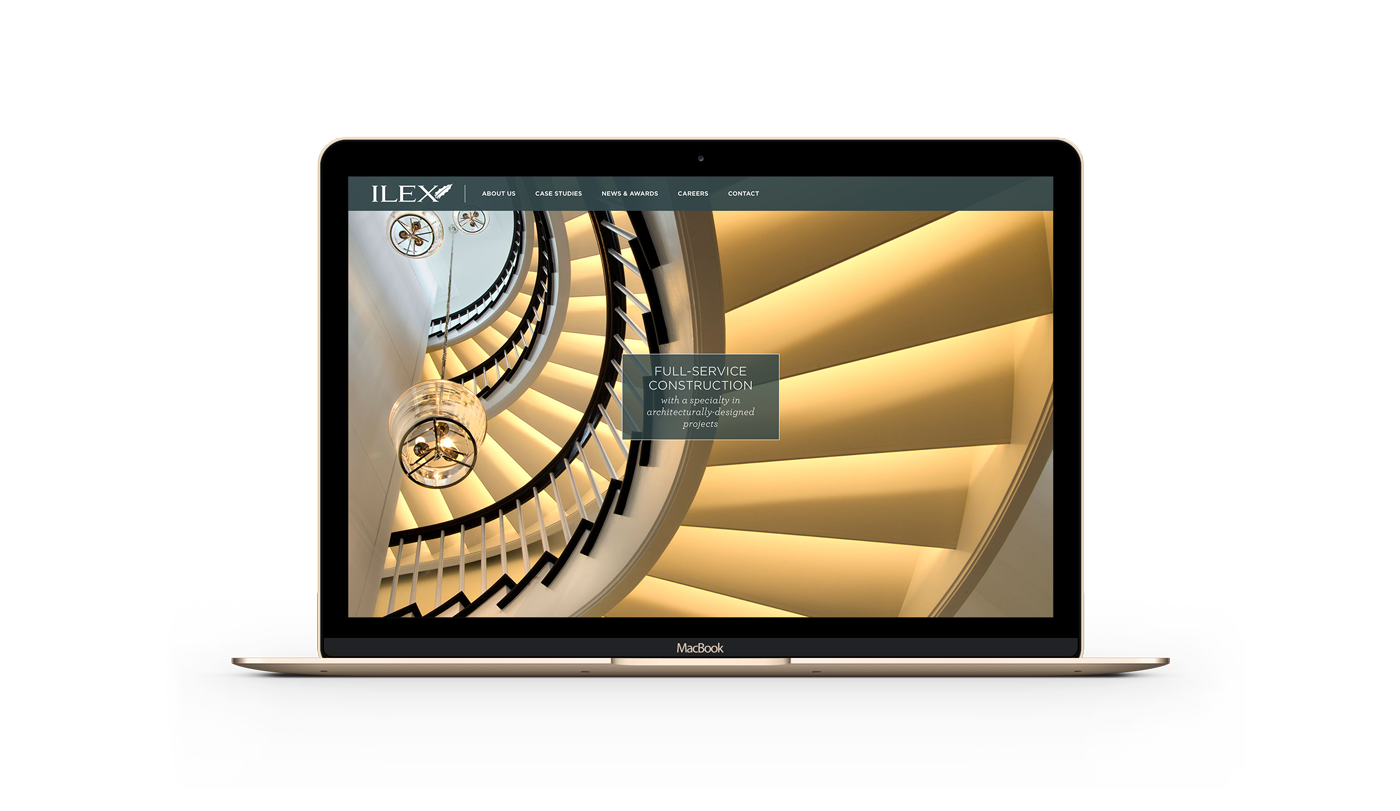 ILEX
ABOUT US CASE STUDIES NEWS & AWARDS CAREERS CONTACT
FULL-SERVICE
CONSTRUCTION
with a specialty in
architecturally-designed
projects
MacBook